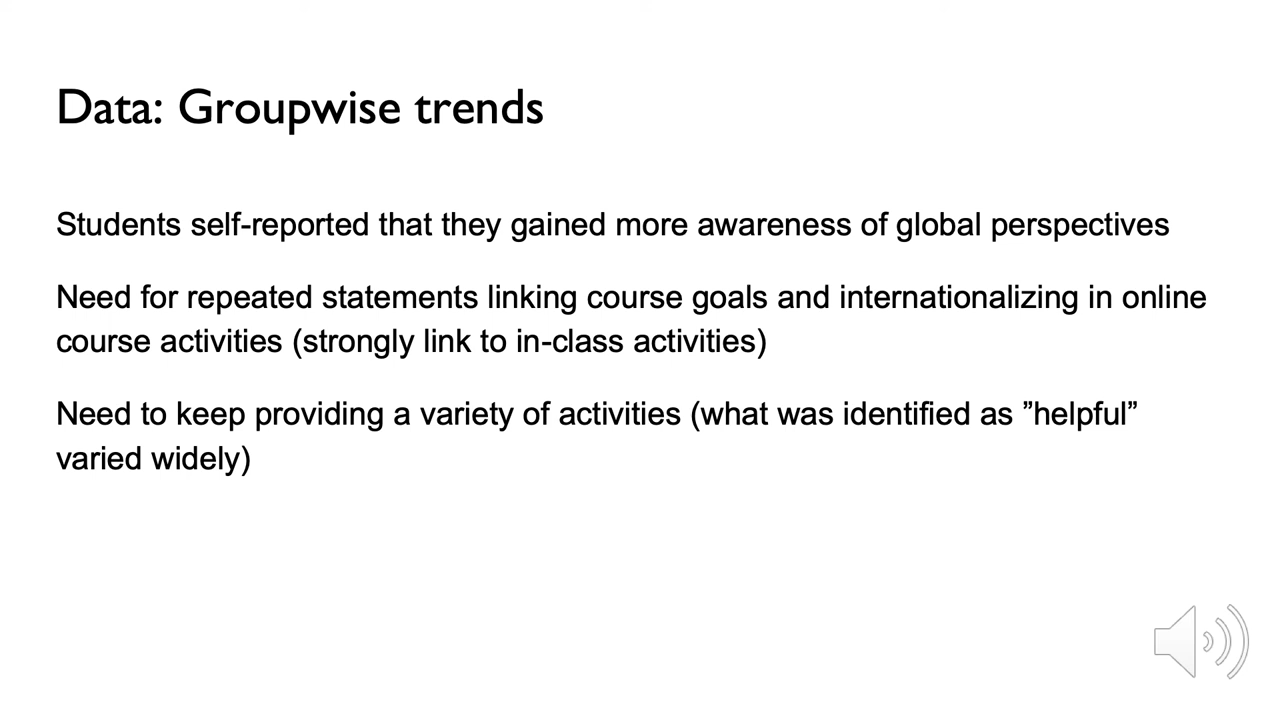 Data: Groupwise trends
Students self-reported that they gained more awareness of global perspectives
Need for repeated statements linking course goals and internationalizing in online
course activities (strongly link to in-class activities)
Need to keep providing a variety of activities (what was identified as ”helpful”
varied widely)